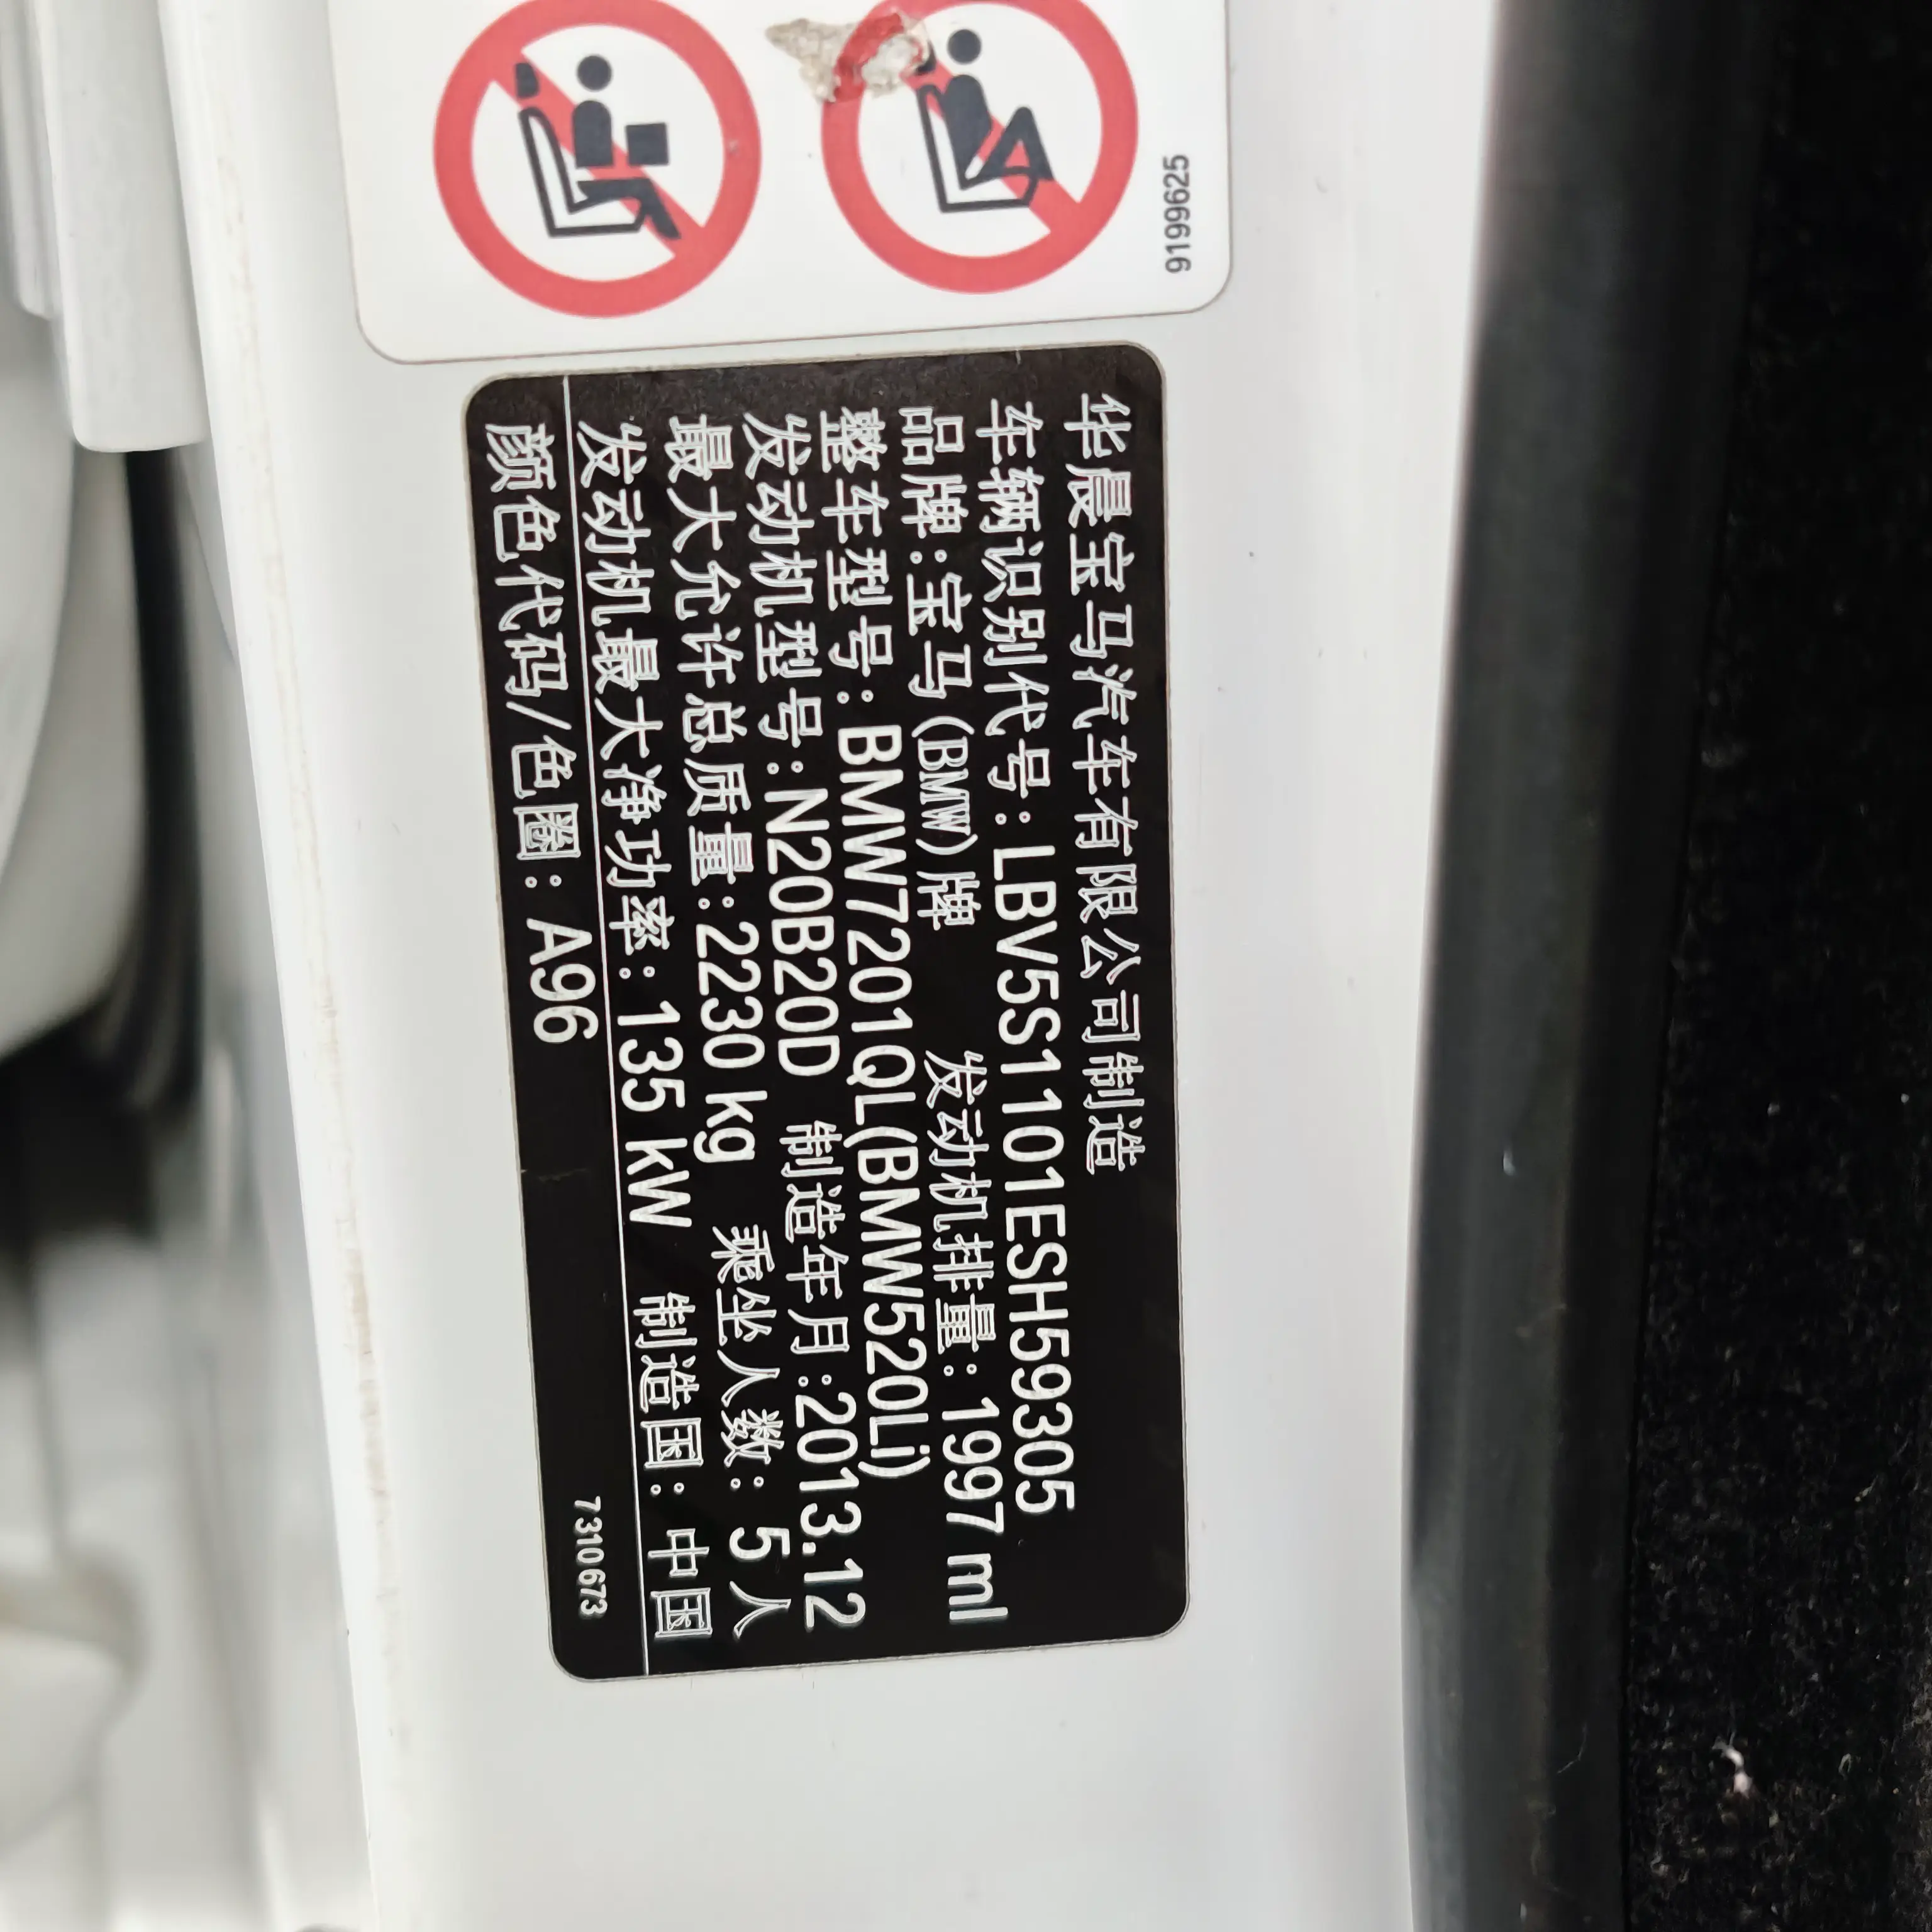 华晨宝马汽车有限公司制造
车辆识别代号:LBV5S1101ESH59305
品牌:宝马(BMW)牌 发动机排量:1997 ml
整车型号:BMW7201QL(BMW520Li)
发动机型号:N20B20D 制造年月:2013.12
最大允许总质量:2230 kg 乘坐人数:5 人
发动机最大净功率:135 kW 制造国:中国
颜色代码/色圈:A96
7310673
9199625